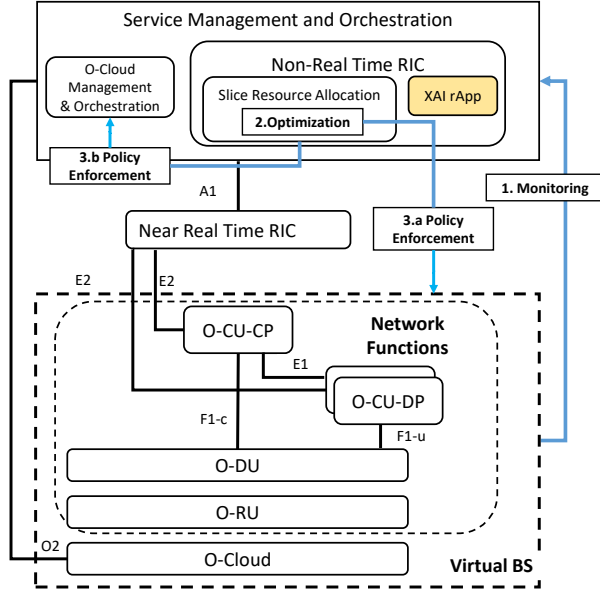 Service Management and Orchestration
O-Cloud
Management
& Orchestration
Non-Real Time RIC
Slice Resource Allocation
XAI rApp
2.Optimization
3.b Policy
Enforcement
1. Monitoring
A1
Near Real Time RIC
3.a Policy
Enforcement
E2
E2
O-CU-CP
Network
Functions
E1
O-CU-DP
F1-c
F1-u
O-DU
O-RU
O2
O-Cloud
Virtual BS